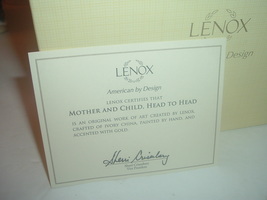 LENOX
Design
LENOX
American by Design
LENOX CERTIFIES THAT
MOTHER AND CHILD, HEAD TO HEAD
IS AN ORIGINAL WORK OF ART CREATED BY LENOX,
CRAFTED OF IVORY CHINA, FINISHED BY HAND, AND
ACCENTED WITH GOLD